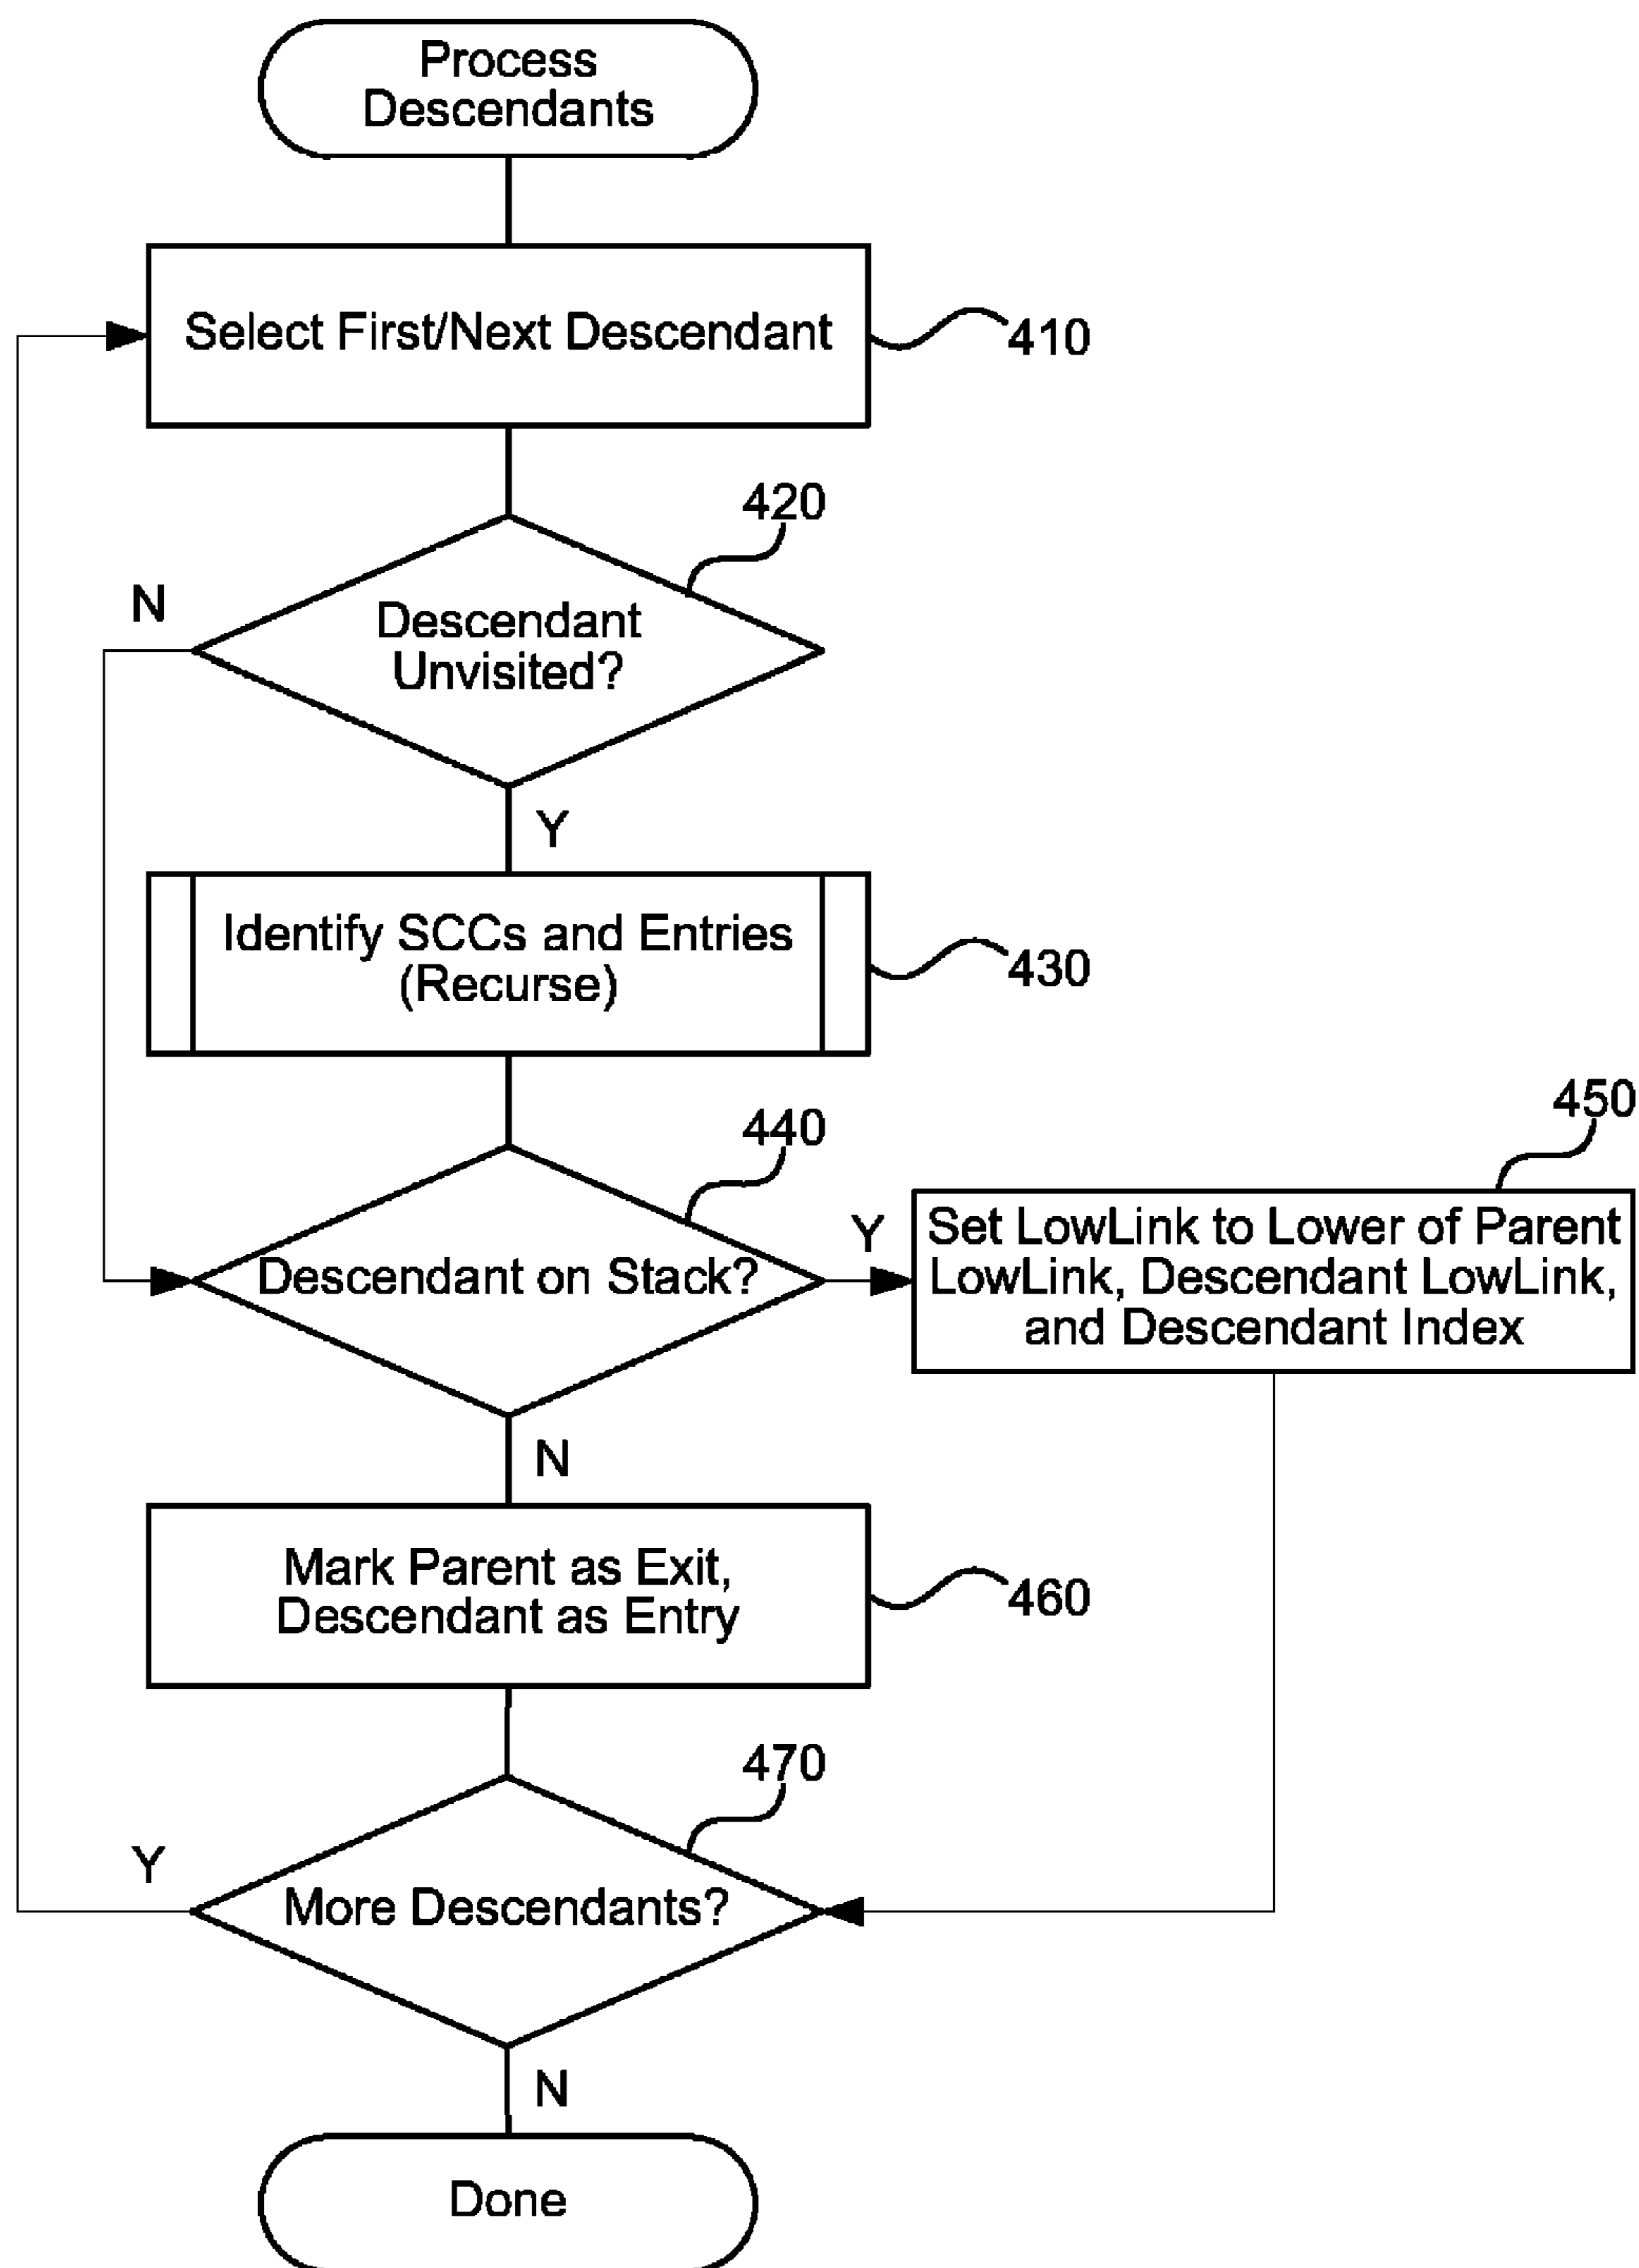 Process
Descendants
Select First/Next Descendant
410
420
N
Descendant
Unvisited?
Y
Identify SCCs and Entries
(Recurse)
430
440
450
Descendant on Stack?
Y
Set LowLink to Lower of Parent
LowLink, Descendant LowLink,
and Descendant Index
N
Mark Parent as Exit,
Descendant as Entry
460
470
Y
More Descendants?
N
Done